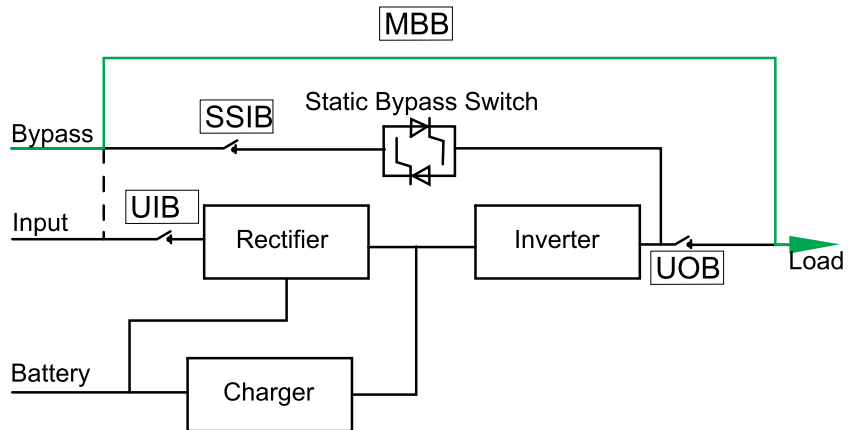 MBB
Static Bypass Switch
SSIB
Bypass
UIB
Input
Rectifier
Inverter
UOB
Load
Battery
Charger